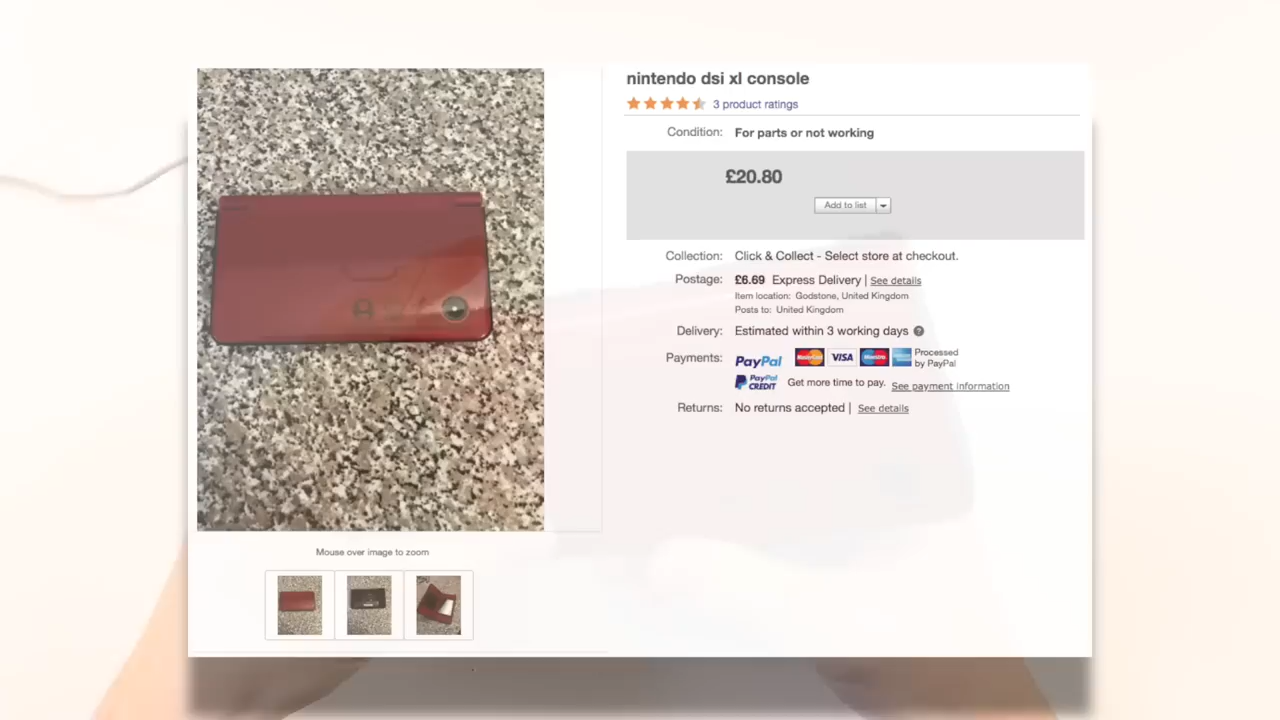 nintendo dsi xl console
3 product ratings
Condition: For parts or not working
£20.80
Add to list
Collection: Click & Collect - Select store at checkout.
Postage: £6.69 Express Delivery | See details
Item location: Godstone, United Kingdom
Posts to: United Kingdom
Delivery: Estimated within 3 working days ?
Payments: PayPal MasterCard VISA Maestro Processed by PayPal
PayPal CREDIT Get more time to pay. See payment information
Returns: No returns accepted | See details
Mouse over image to zoom